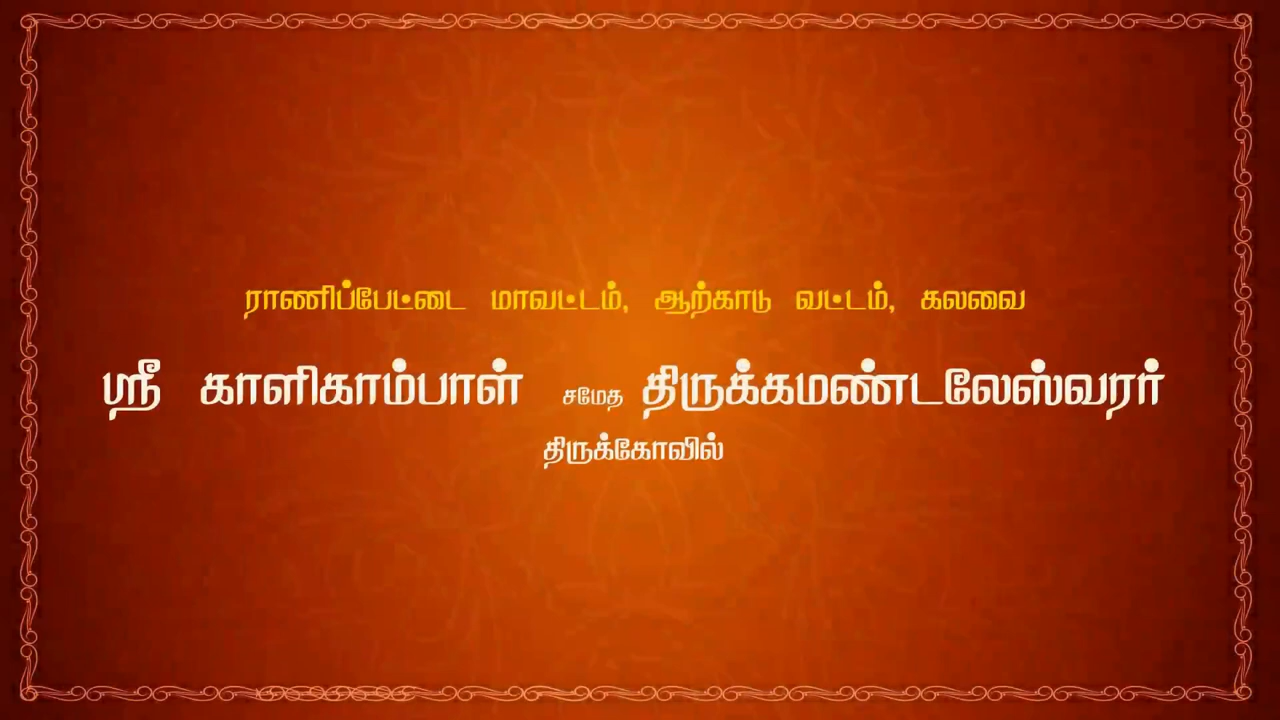 ராணிப்பேட்டை மாவட்டம், ஆற்காடு வட்டம், கலவை
ஸ்ரீ காளிகாம்பாள் சமேத திருக்கமண்டலேஸ்வரர்
திருக்கோவில்